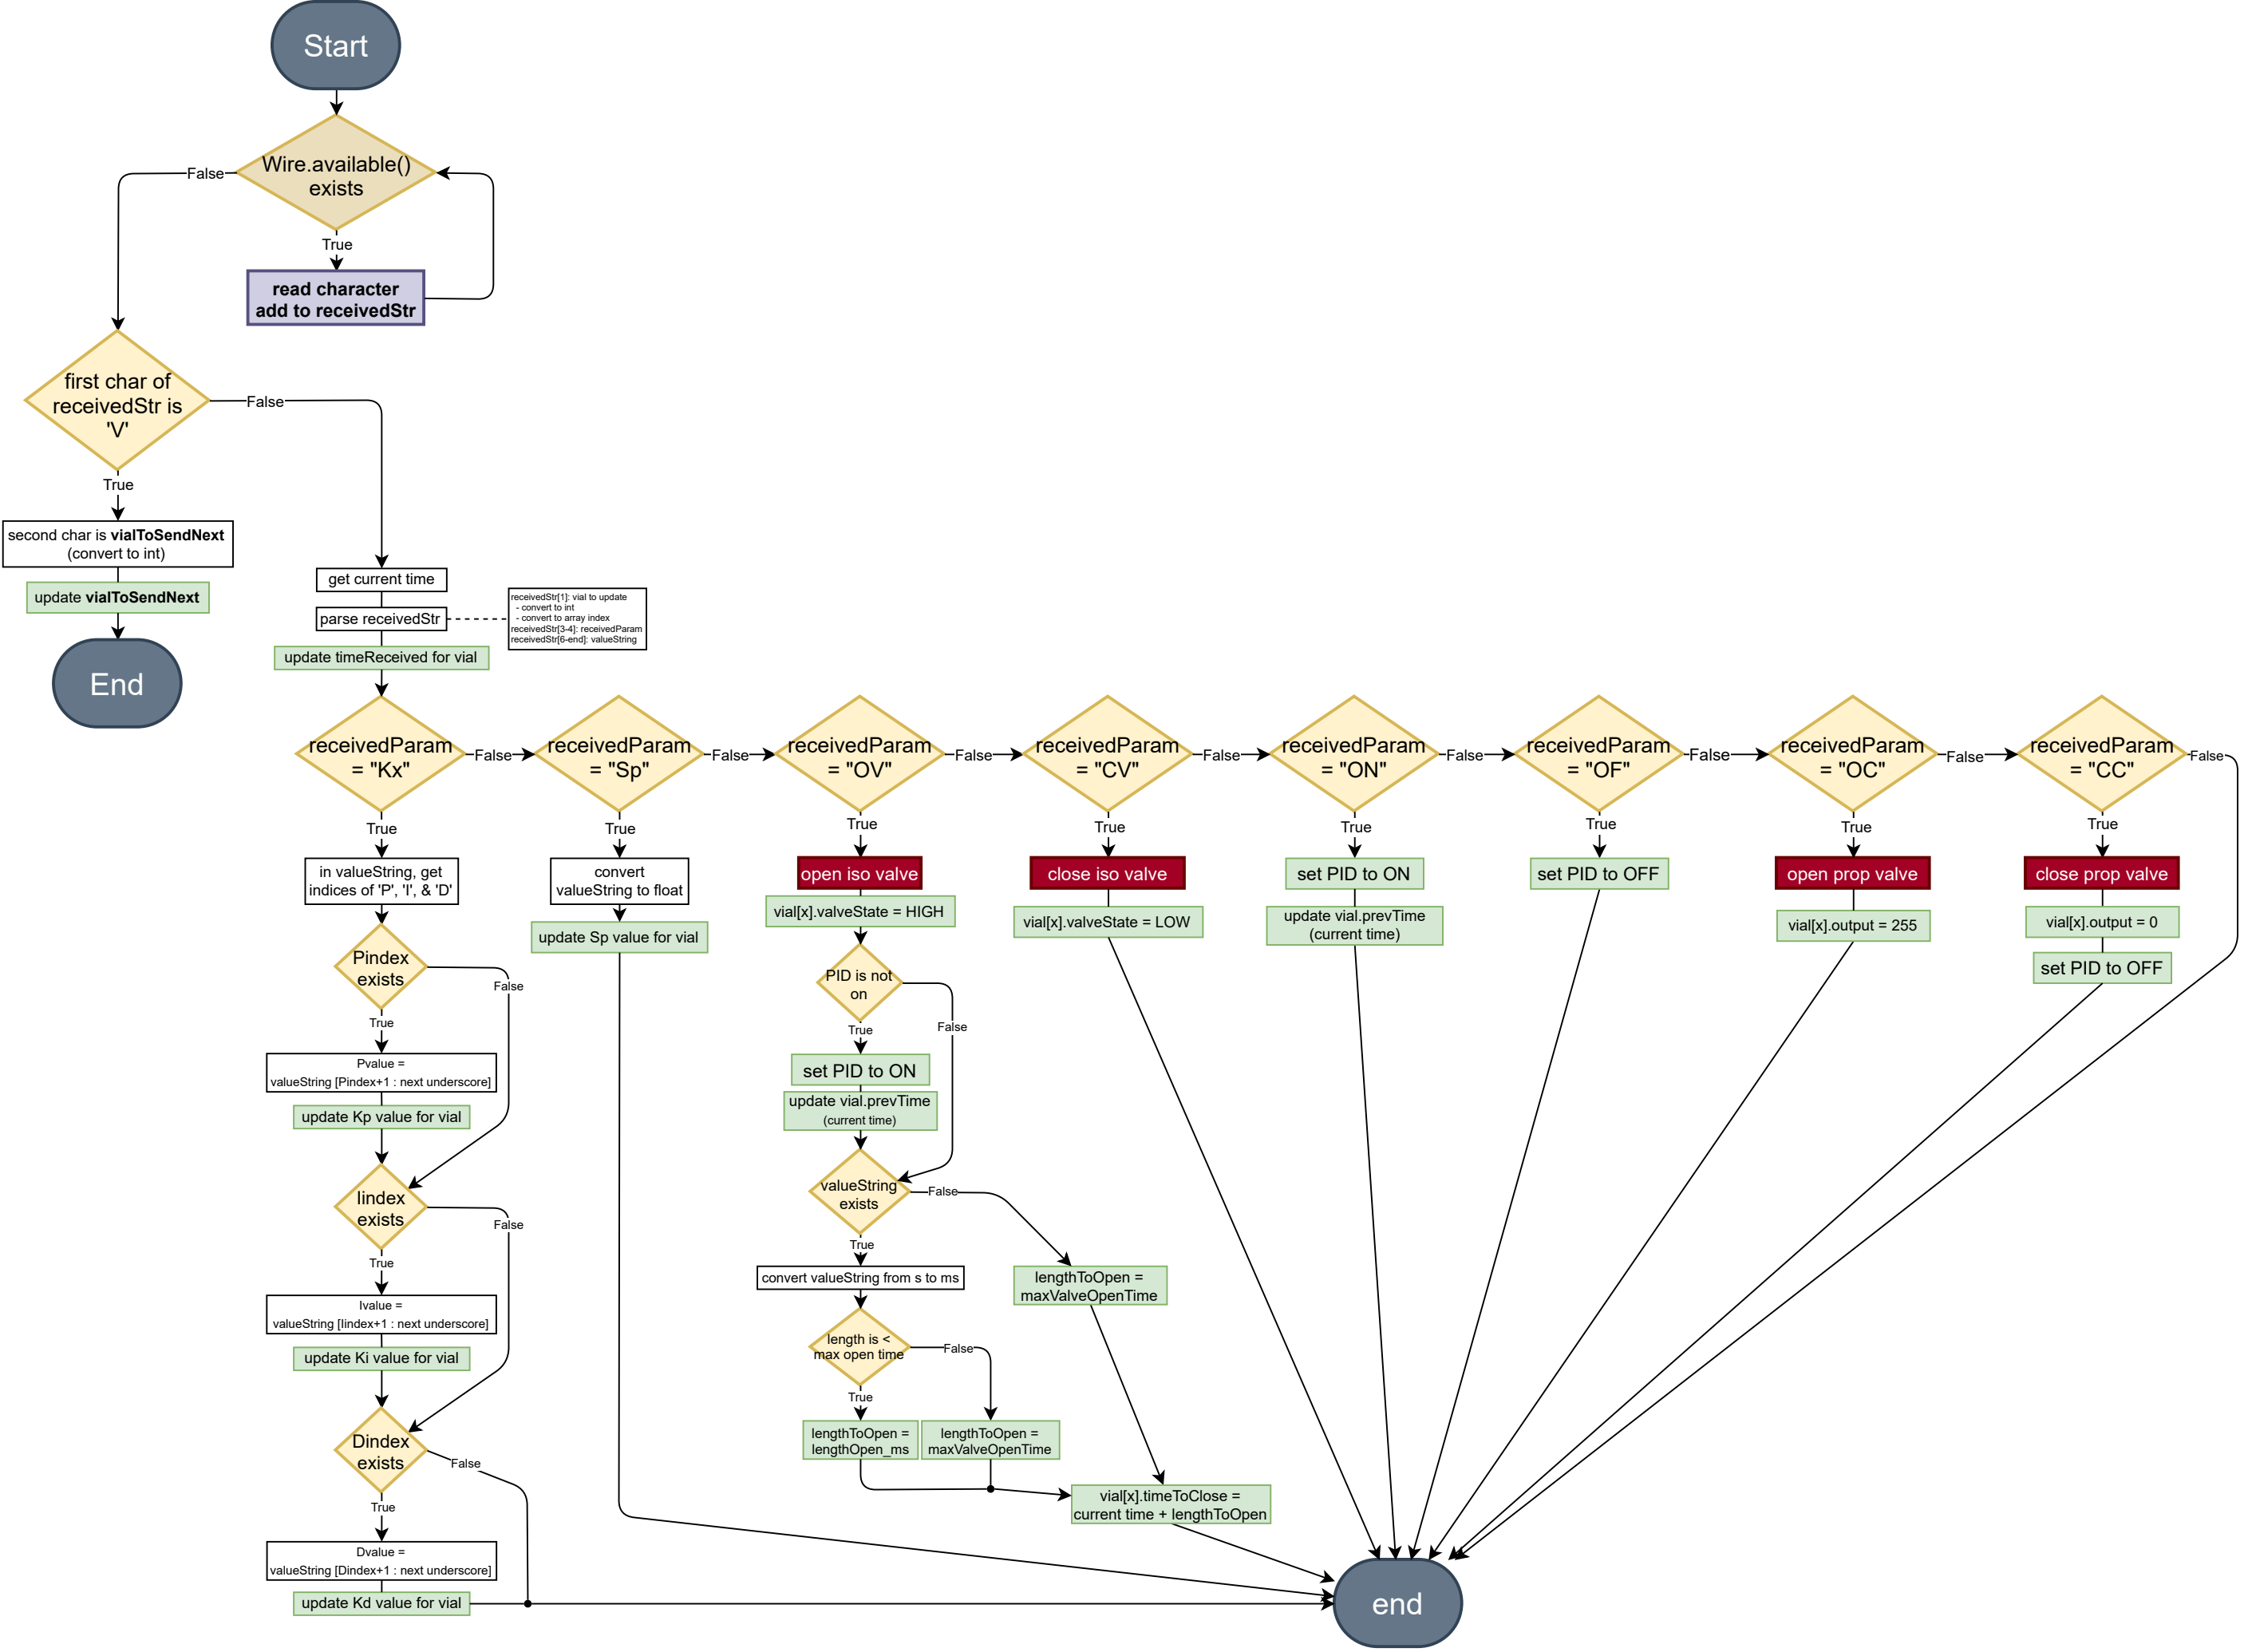 Start
Wire.available()
exists
False
True
read character
add to receivedStr
first char of
receivedStr is
'V'
False
True
second char is vialToSendNext
(convert to int)
update vialToSendNext
End
get current time
parse receivedStr
receivedStr[1]: vial to update
- convert to int
- convert to array index
receivedStr[3-4]: receivedParam
receivedStr[6-end]: valueString
update timeReceived for vial
receivedParam
= "Kx"
False
receivedParam
= "Sp"
False
receivedParam
= "OV"
False
receivedParam
= "CV"
False
receivedParam
= "ON"
False
receivedParam
= "OF"
False
receivedParam
= "OC"
False
receivedParam
= "CC"
False
True
in valueString, get
indices of 'P', 'I', & 'D'
Pindex
exists
False
True
Pvalue =
valueString [Pindex+1 : next underscore]
update Kp value for vial
Iindex
exists
False
True
Ivalue =
valueString [Iindex+1 : next underscore]
update Ki value for vial
Dindex
exists
False
True
Dvalue =
valueString [Dindex+1 : next underscore]
update Kd value for vial
True
convert
valueString to float
update Sp value for vial
True
open iso valve
vial[x].valveState = HIGH
PID is not
on
False
True
set PID to ON
update vial.prevTime
(current time)
valueString
exists
False
True
convert valueString from s to ms
length is <
max open time
False
True
lengthToOpen =
lengthOpen_ms
lengthToOpen =
maxValveOpenTime
lengthToOpen =
maxValveOpenTime
vial[x].timeToClose =
current time + lengthToOpen
True
close iso valve
vial[x].valveState = LOW
True
set PID to ON
update vial.prevTime
(current time)
True
set PID to OFF
True
open prop valve
vial[x].output = 255
True
close prop valve
vial[x].output = 0
set PID to OFF
end